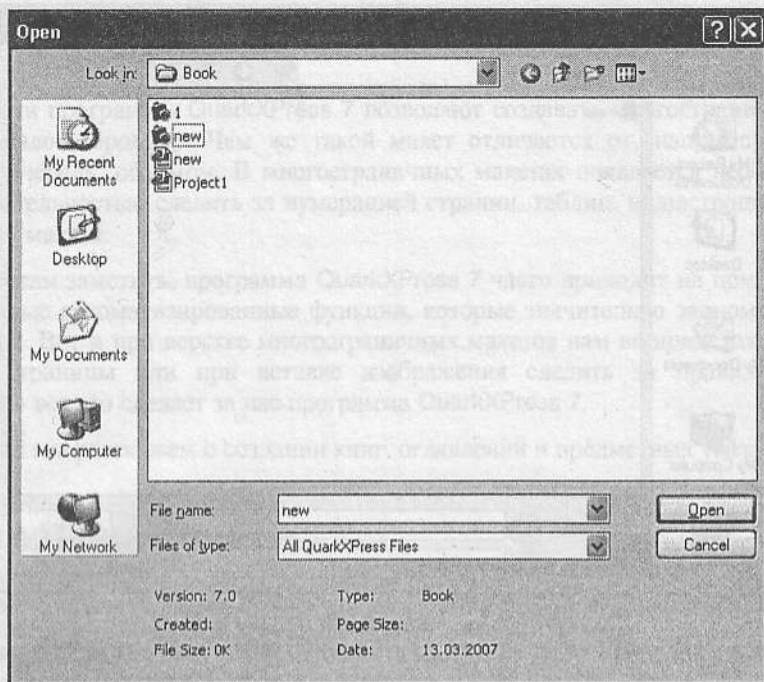 Open
Look in: Book
1
new
new
Project1
My Recent
Documents
Desktop
My Documents
My Computer
My Network
File name: new Open
Files of type: All QuarkXPress Files Cancel
Version: 7.0 Type: Book
Created: Page Size:
File Size: 0K Date: 13.03.2007